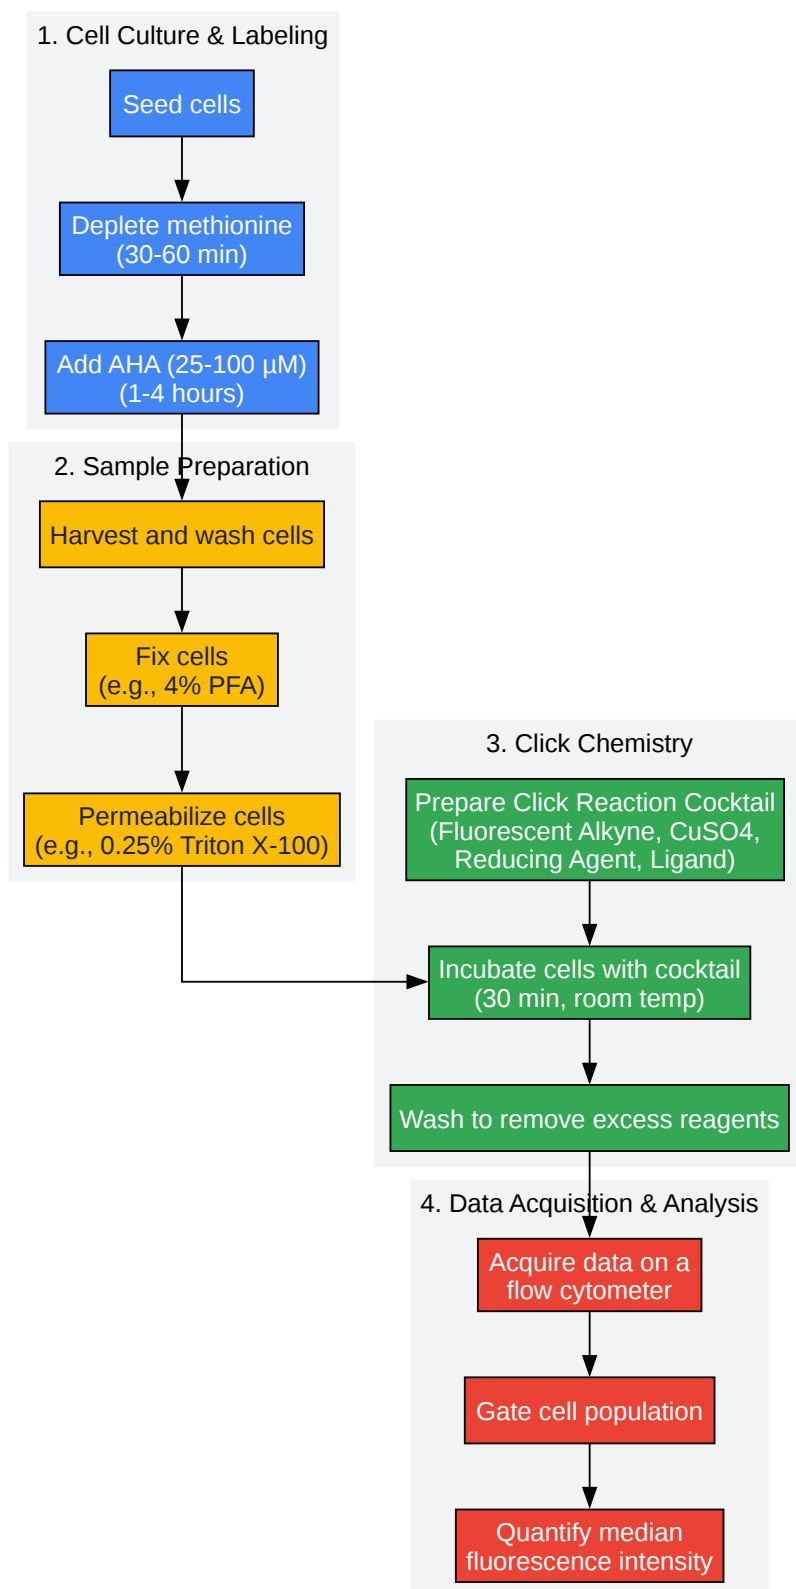 1. Cell Culture & Labeling
Seed cells
Deplete methionine
(30-60 min)
Add AHA (25-100 µM)
(1-4 hours)
2. Sample Preparation
Harvest and wash cells
Fix cells
(e.g., 4% PFA)
Permeabilize cells
(e.g., 0.25% Triton X-100)
3. Click Chemistry
Prepare Click Reaction Cocktail
(Fluorescent Alkyne, CuSO4,
Reducing Agent, Ligand)
Incubate cells with cocktail
(30 min, room temp)
Wash to remove excess reagents
4. Data Acquisition & Analysis
Acquire data on a
flow cytometer
Gate cell population
Quantify median
fluorescence intensity